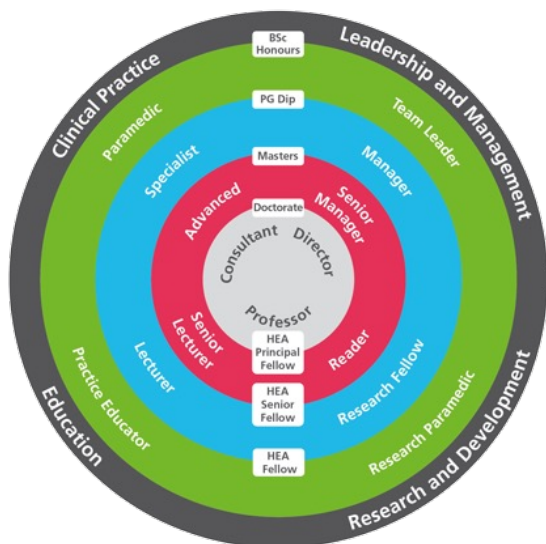 BSc
Honours
Clinical Practice
Leadership and Management
Paramedic
Team Leader
PG Dip
Specialist
Manager
Masters
Advanced
Senior
Manager
Doctorate
Consultant
Director
Professor
HEA
Principal
Fellow
Senior
Lecturer
Reader
HEA
Senior
Fellow
Lecturer
Research Fellow
HEA
Fellow
Practice Educator
Research Paramedic
Education
Research and Development